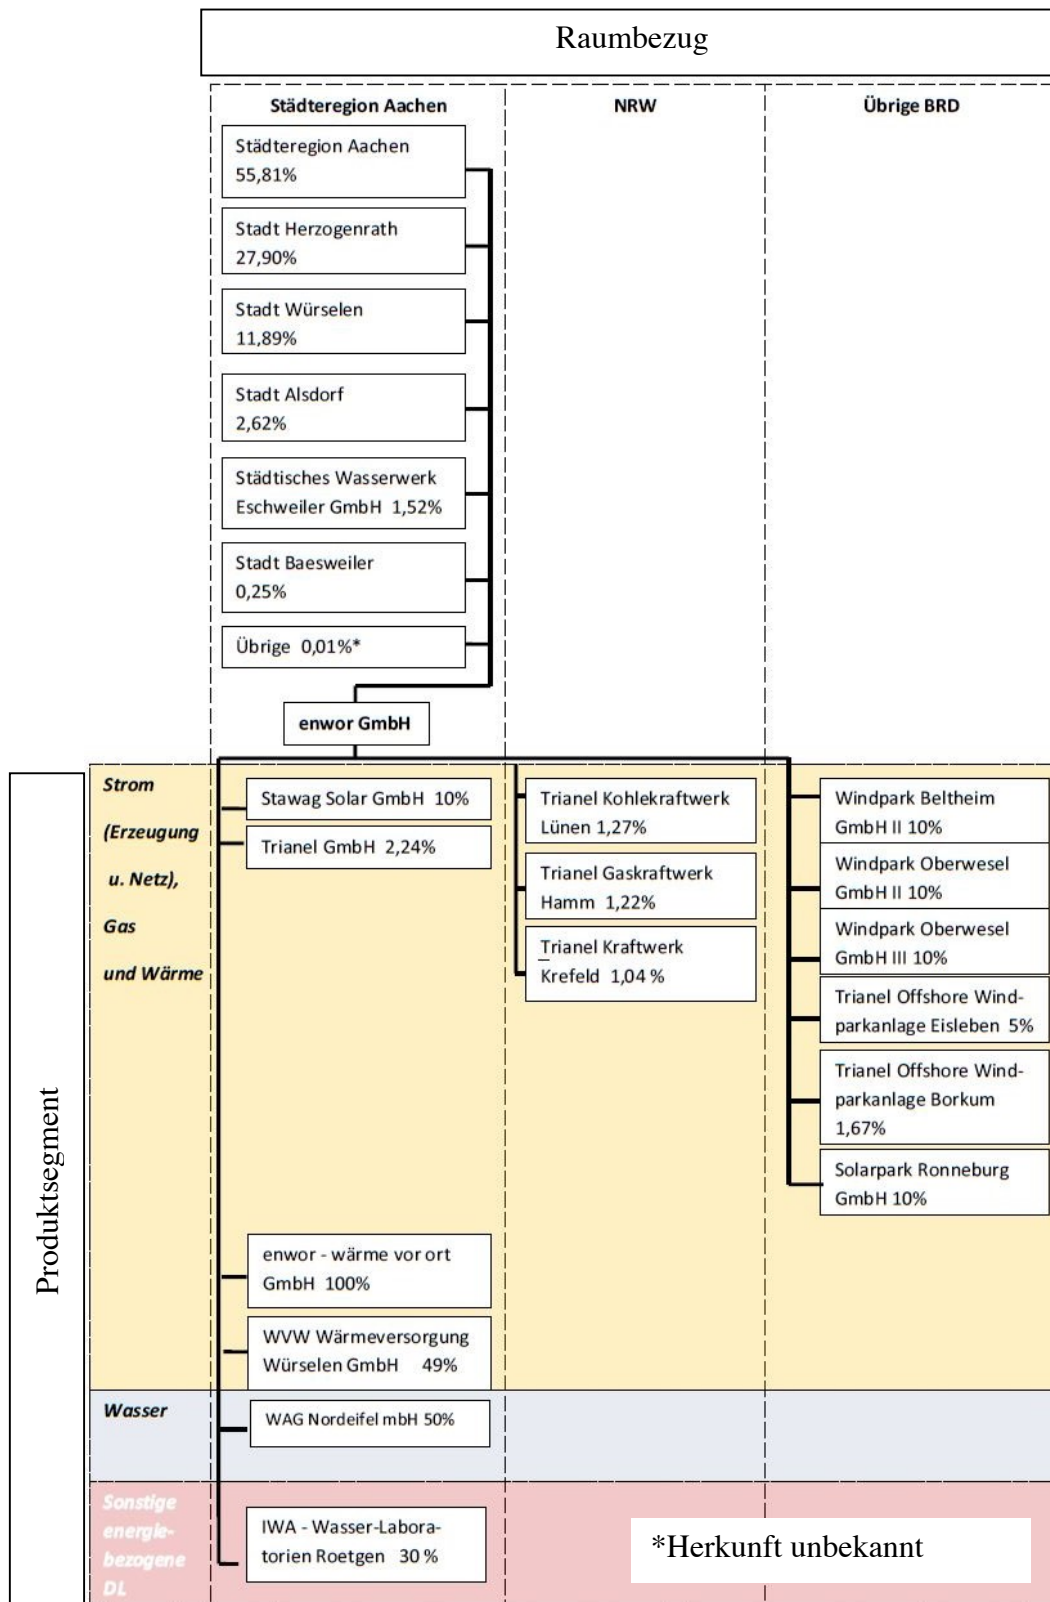 Raumbezug
Städteregion Aachen
NRW
Übrige BRD
Städteregion Aachen
55,81%
Stadt Herzogenrath
27,90%
Stadt Würselen
11,89%
Stadt Alsdorf
2,62%
Städtisches Wasserwerk
Eschweiler GmbH 1,52%
Stadt Baesweiler
0,25%
Übrige 0,01%*
enwor GmbH
Produktsegment
Strom
(Erzeugung
u. Netz),
Gas
und Wärme
Stawag Solar GmbH 10%
Trianel GmbH 2,24%
Trianel Kohlekraftwerk
Lünen 1,27%
Trianel Gaskraftwerk
Hamm 1,22%
Trianel Kraftwerk
Krefeld 1,04 %
Windpark Beltheim
GmbH II 10%
Windpark Oberwesel
GmbH II 10%
Windpark Oberwesel
GmbH III 10%
Trianel Offshore Wind-
parkanlage Eisleben 5%
Trianel Offshore Wind-
parkanlage Borkum
1,67%
Solarpark Ronneburg
GmbH 10%
enwor - wärme vor ort
GmbH 100%
WVW Wärmeversorgung
Würselen GmbH 49%
Wasser
WAG Nordeifel mbH 50%
Sonstige
energie-
bezogene
DL
IWA - Wasser-Labora-
torien Roetgen 30 %
*Herkunft unbekannt